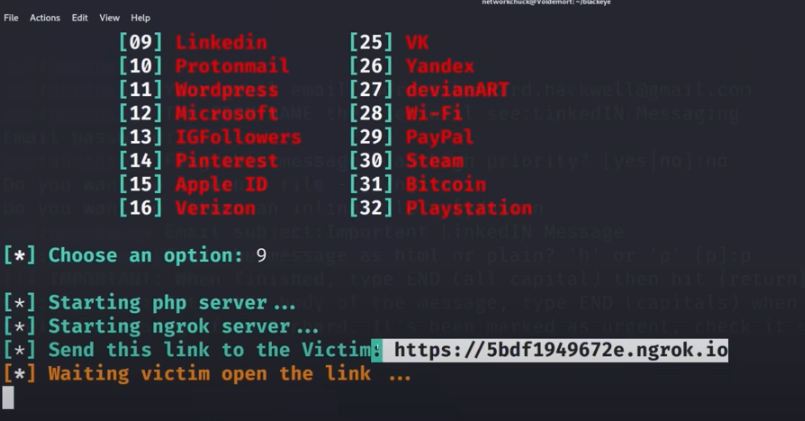 networkchuck@Voldemort: ~/blackeye
File Actions Edit View Help
[09] Linkedin [25] VK
[10] Protonmail [26] Yandex
[11] Wordpress [27] devianART
[12] Microsoft [28] Wi-Fi
[13] IGFollowers [29] PayPal
[14] Pinterest [30] Steam
[15] Apple ID [31] Bitcoin
[16] Verizon [32] Playstation
[*] Choose an option: 9
[*] Starting php server...
[*] Starting ngrok server...
[*] Send this link to the Victim: https://5bdf1949672e.ngrok.io
[*] Waiting victim open the link ...